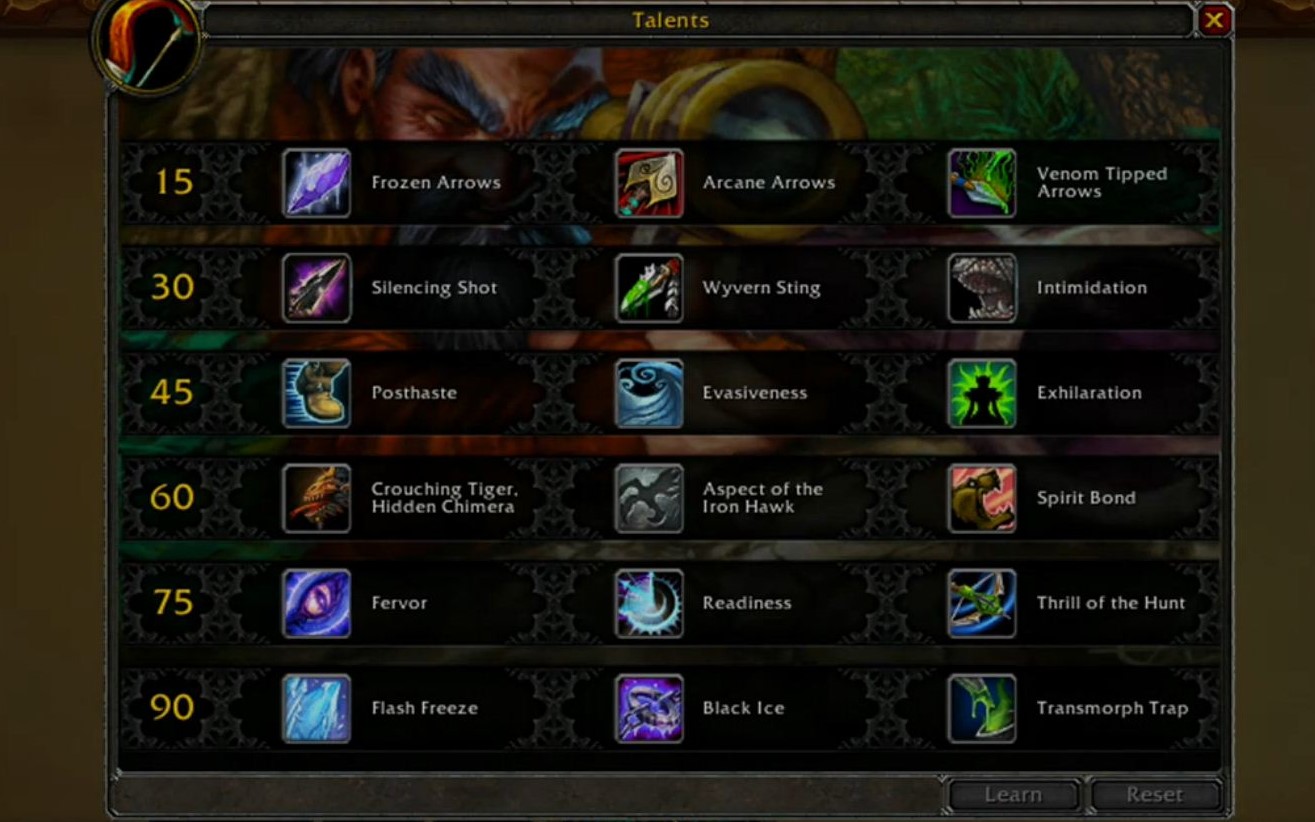 Talents
15
Frozen Arrows
Arcane Arrows
Venom Tipped
Arrows
30
Silencing Shot
Wyvern Sting
Intimidation
45
Posthaste
Evasiveness
Exhilaration
60
Crouching Tiger,
Hidden Chimera
Aspect of the
Iron Hawk
Spirit Bond
75
Fervor
Readiness
Thrill of the Hunt
90
Flash Freeze
Black Ice
Transmorph Trap
Learn
Reset